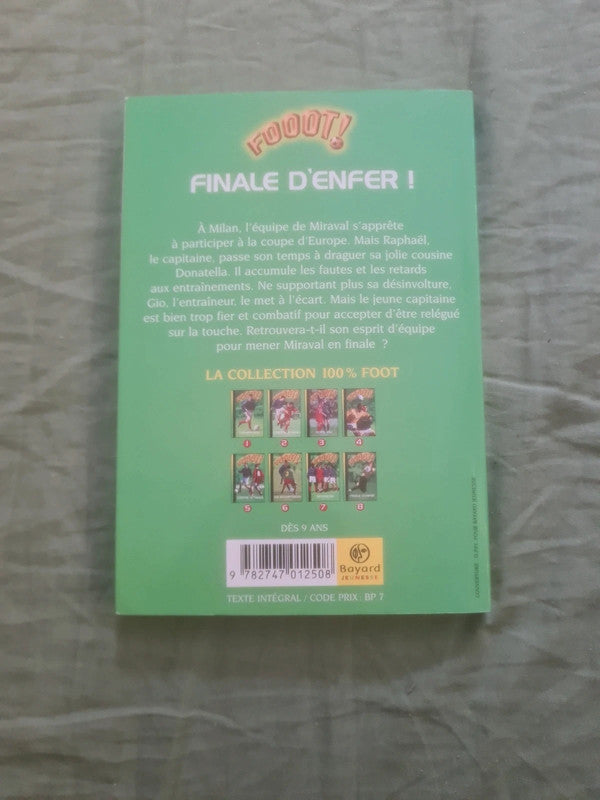 FOOOT!
FINALE D'ENFER !
À Milan, l'équipe de Miraval s'apprête
à participer à la coupe d'Europe. Mais Raphaël,
le capitaine, passe son temps à draguer sa jolie cousine
Donatella. Il accumule les fautes et les retards
aux entraînements. Ne supportant plus sa désinvolture,
Gio, l'entraîneur, le met à l'écart. Mais le jeune capitaine
est bien trop fier et combatif pour accepter d'être relégué
sur la touche. Retrouvera-t-il son esprit d'équipe
pour mener Miraval en finale ?
LA COLLECTION 100 % FOOT
1 2 3 4
5 6 7 8
DÈS 9 ANS
9 782747 012508
Bayard
JEUNESSE
TEXTE INTÉGRAL / CODE PRIX : BP 7
COUVERTURE : POUR BAYARD JEUNESSE